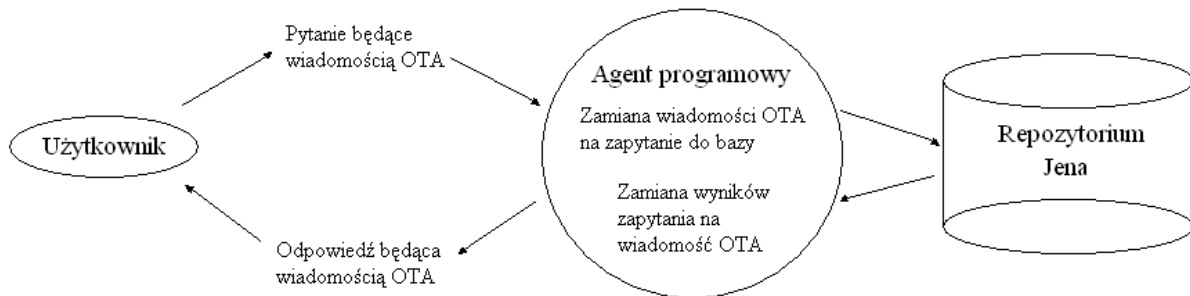 Pytanie będące
wiadomością OTA
Agent programowy
Zamiana wiadomości OTA
na zapytanie do bazy
Użytkownik
Repozytorium
Jena
Zamiana wyników
zapytania na
wiadomość OTA
Odpowiedź będąca
wiadomością OTA